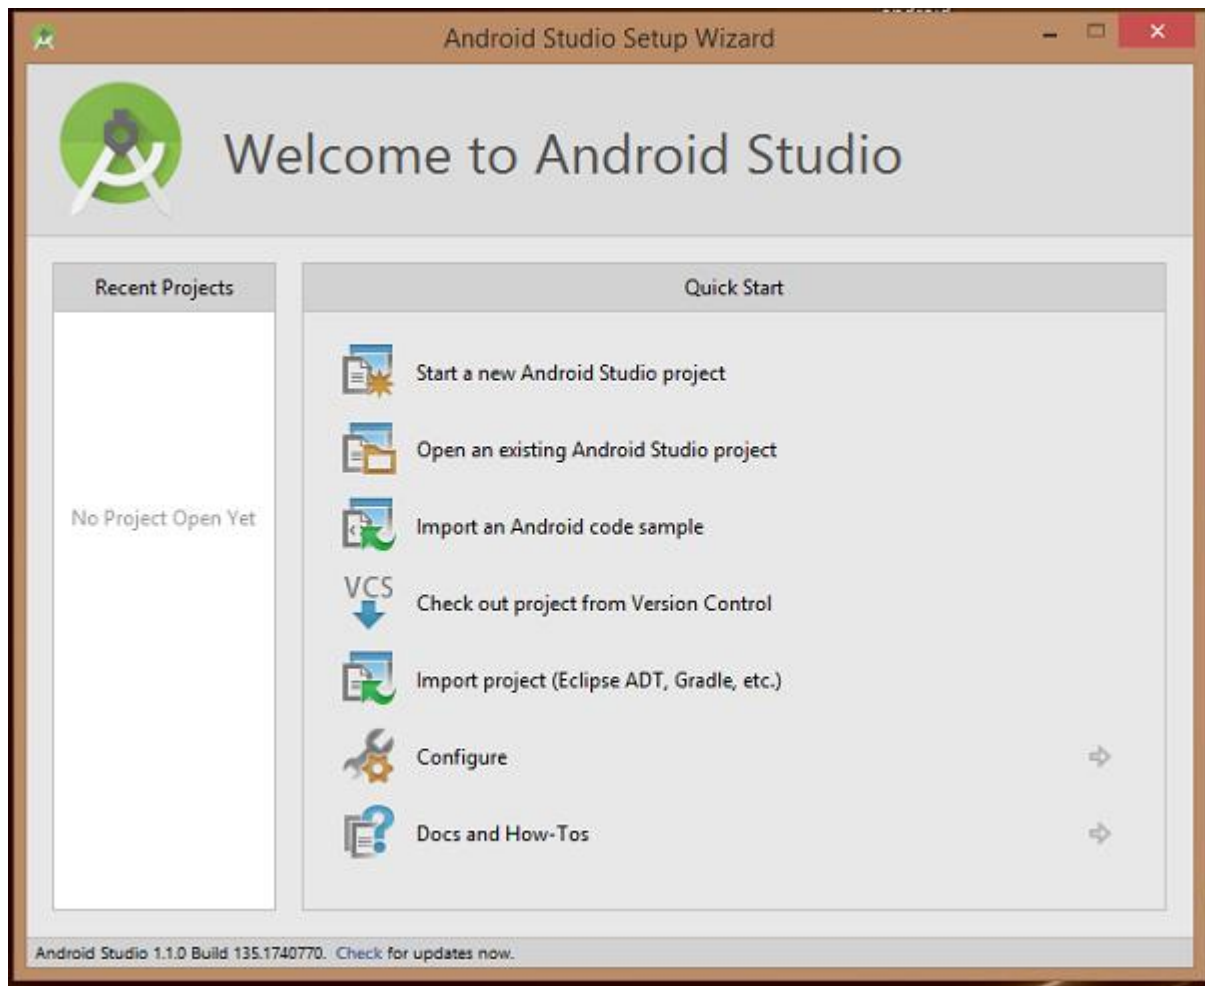 Android Studio Setup Wizard
Welcome to Android Studio
Recent Projects
No Project Open Yet
Quick Start
Start a new Android Studio project
Open an existing Android Studio project
Import an Android code sample
VCS
Check out project from Version Control
Import project (Eclipse ADT, Gradle, etc.)
Configure
Docs and How-Tos
Android Studio 1.1.0 Build 135.1740770. Check for updates now.